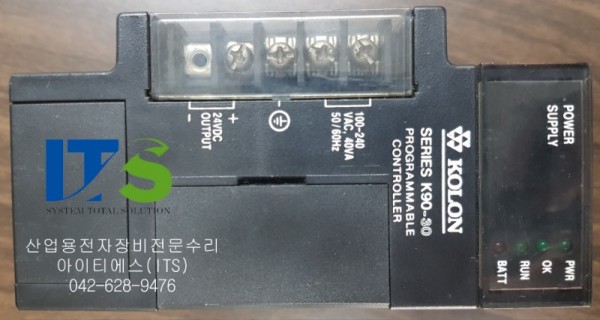 24VDC
OUTPUT
+
-
100-240
VAC, 40VA
50/60Hz
KOLON
SERIES K90-30
PROGRAMMABLE
CONTROLLER
POWER
SUPPLY
PWR
OK
RUN
BATT
ITS
SYSTEM TOTAL SOLUTION
산업용전자장비전문수리
아이티에스(ITS)
042-628-9476